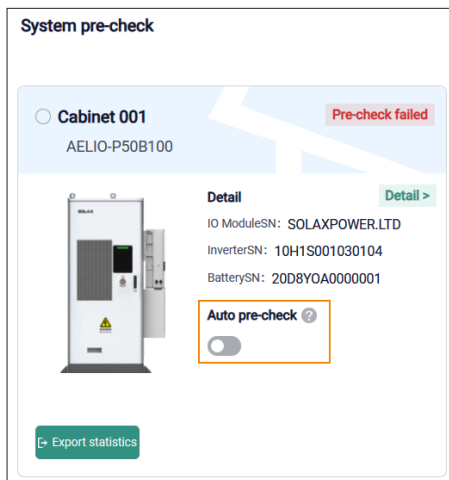 System pre-check
Cabinet 001
Pre-check failed
AELIO-P50B100
SOLAX
Detail
Detail >
IO ModuleSN: SOLAXPOWER.LTD
InverterSN: 10H1S001030104
BatterySN: 20D8YOA0000001
Auto pre-check ?
Export statistics